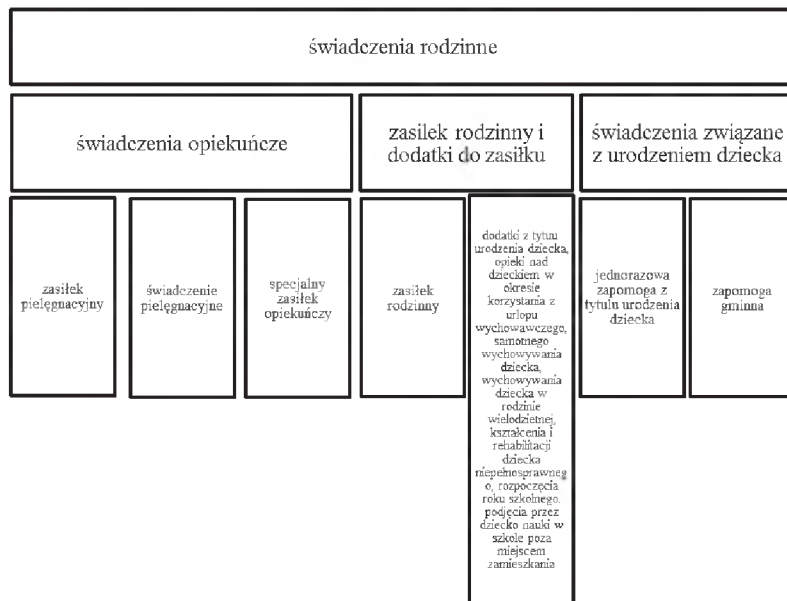 świadczenia rodzinne
świadczenia opiekuńcze
zasiłek rodzinny i
dodatki do zasiłku
świadczenia związane
z urodzeniem dziecka
zasiłek
pielęgnacyjny
świadczenie
pielęgnacyjne
specjalny
zasiłek
opiekuńczy
zasiłek
rodzinny
dodatki z tytułu
urodzenia dziecka,
opieki nad
dzieckiem w
okresie
korzystania z
urlopu
wychowawczego,
samotnego
wychowywania
dziecka,
wychowywania
dziecka w
rodzinie
wielodzietnej,
kształcenia i
rehabilitacji
dziecka
niepełnosprawneg
o, rozpoczęcia
roku szkolnego,
podjęcia przez
dziecko nauki w
szkole poza
miejscem
zamieszkania
jednorazowa
zapomoga z
tytułu urodzenia
dziecka
zapomoga
gminna